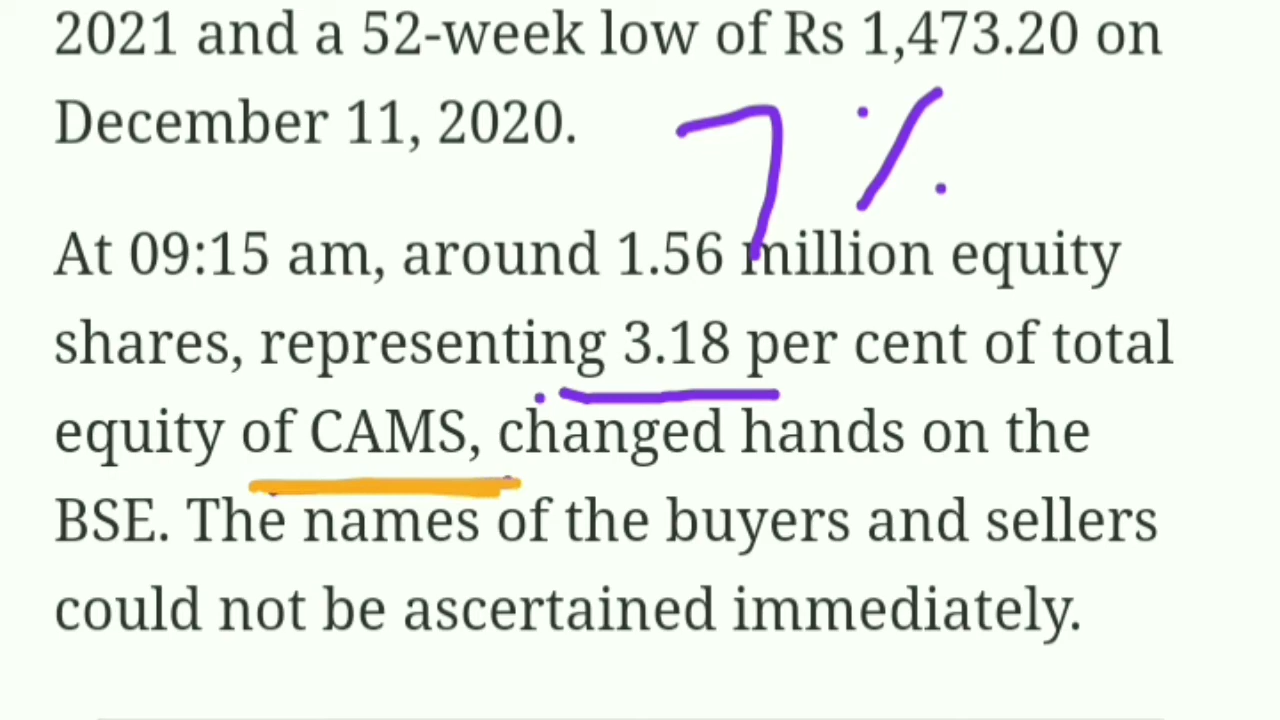 2021 and a 52-week low of Rs 1,473.20 on
December 11, 2020.
7%
At 09:15 am, around 1.56 million equity
shares, representing 3.18 per cent of total
equity of CAMS, changed hands on the
BSE. The names of the buyers and sellers
could not be ascertained immediately.